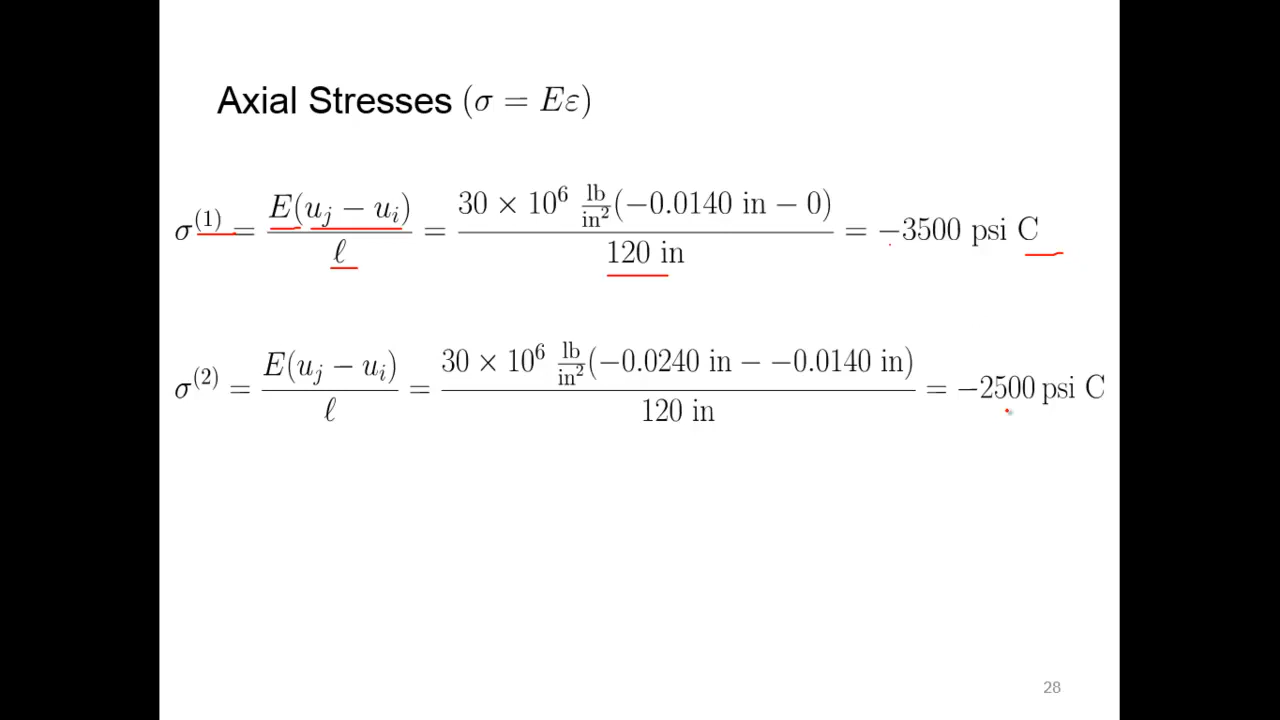 Axial Stresses (σ = Eε)
σ^(1) = E(u_j − u_i)/ℓ = 30 × 10^6 lb/in^2 (−0.0140 in − 0)/120 in = −3500 psi C
σ^(2) = E(u_j − u_i)/ℓ = 30 × 10^6 lb/in^2 (−0.0240 in − −0.0140 in)/120 in = −2500 psi C
28